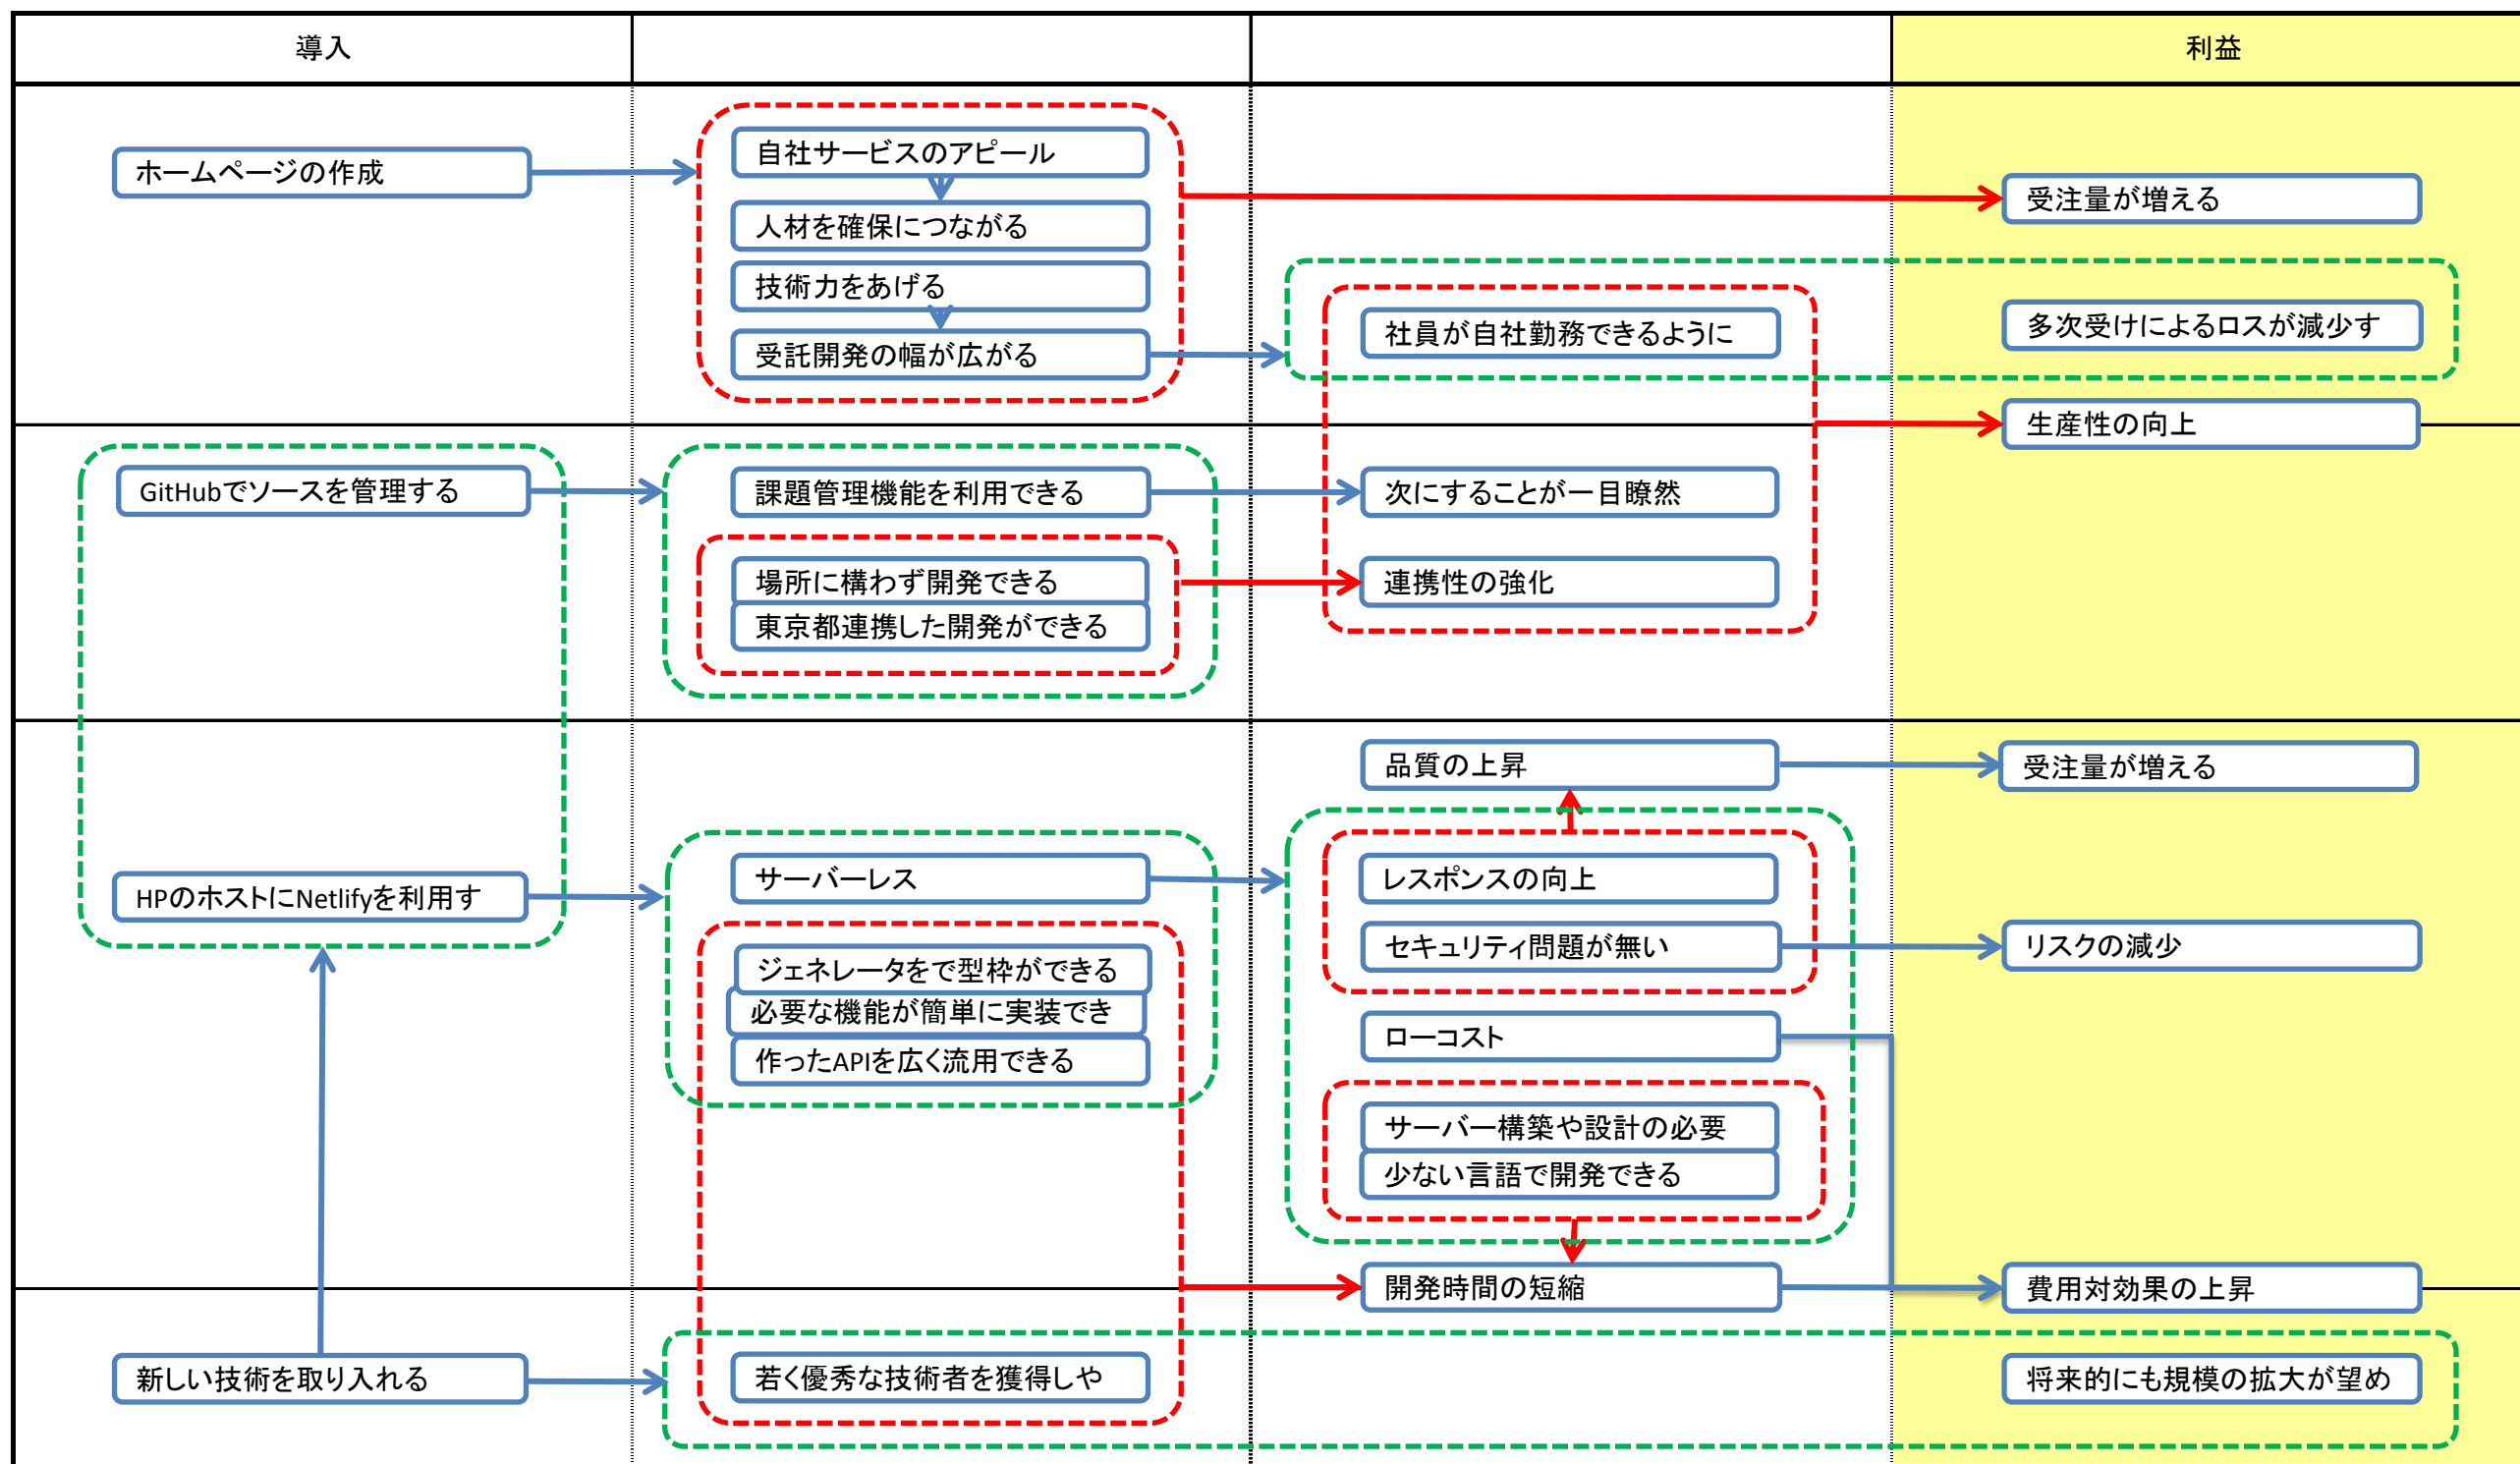 導入
利益
ホームページの作成
自社サービスのアピール
人材を確保につながる
技術力をあげる
受託開発の幅が広がる
社員が自社勤務できるように
受注量が増える
多次受けによるロスが減少す
生産性の向上
GitHubでソースを管理する
課題管理機能を利用できる
場所に構わず開発できる
東京都連携した開発ができる
次にすることが一目瞭然
連携性の強化
HPのホストにNetlifyを利用す
サーバーレス
ジェネレータをで型枠ができる
必要な機能が簡単に実装でき
作ったAPIを広く流用できる
品質の上昇
レスポンスの向上
セキュリティ問題が無い
ローコスト
サーバー構築や設計の必要
少ない言語で開発できる
開発時間の短縮
受注量が増える
リスクの減少
費用対効果の上昇
新しい技術を取り入れる
若く優秀な技術者を獲得しや
将来的にも規模の拡大が望め